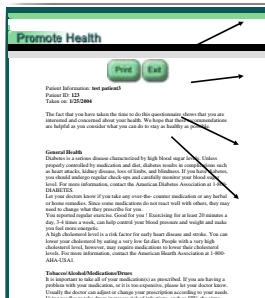 Promote Health
Print Exit
Patient Information: test patient3
Patient ID: 123
Taken on: 1/25/2004
The fact that you have taken the time to do this questionnaire shows that you are
interested and concerned about your health. We hope that these recommendations
are helpful as you consider what you can do to stay as healthy as possible.
General Health
Diabetes is a serious disease characterized by high blood sugar levels. Unless
properly controlled by medication and diet, diabetes results in complications such
as heart attacks, kidney disease, loss of limbs, and blindness. If you have diabetes,
you should undergo regular check-ups and carefully monitor your blood sugar
level. For more information, contact the American Diabetes Association at 1-800-
DIABETES.
Let your doctors know if you take any over-the- counter medication or any herbal
or home remedies. Since some medications do not react well with others, they may
need to change what they prescribe for you.
You reported regular exercise. Good for you ! Exercising for at least 20 minutes a
day, 3-4 times a week, can help control your blood pressure and weight and make
you feel more energetic.
A high cholesterol level is a risk factor for early heart disease and stroke. You can
lower your cholesterol by eating a very low fat diet. People with a very high
cholesterol level, however, may require medications to lower their cholesterol
levels. For more information, contact the American Hearth Association at 1-800-
AHA-USA1.
Tobacco/Alcohol/Medications/Drugs
It is important to take all of your medication(s) as prescribed. If you are having a
problem with your medication, or it is too expensive, please let your doctor know.
Usually the doctor can adjust or change your prescription according to your needs.